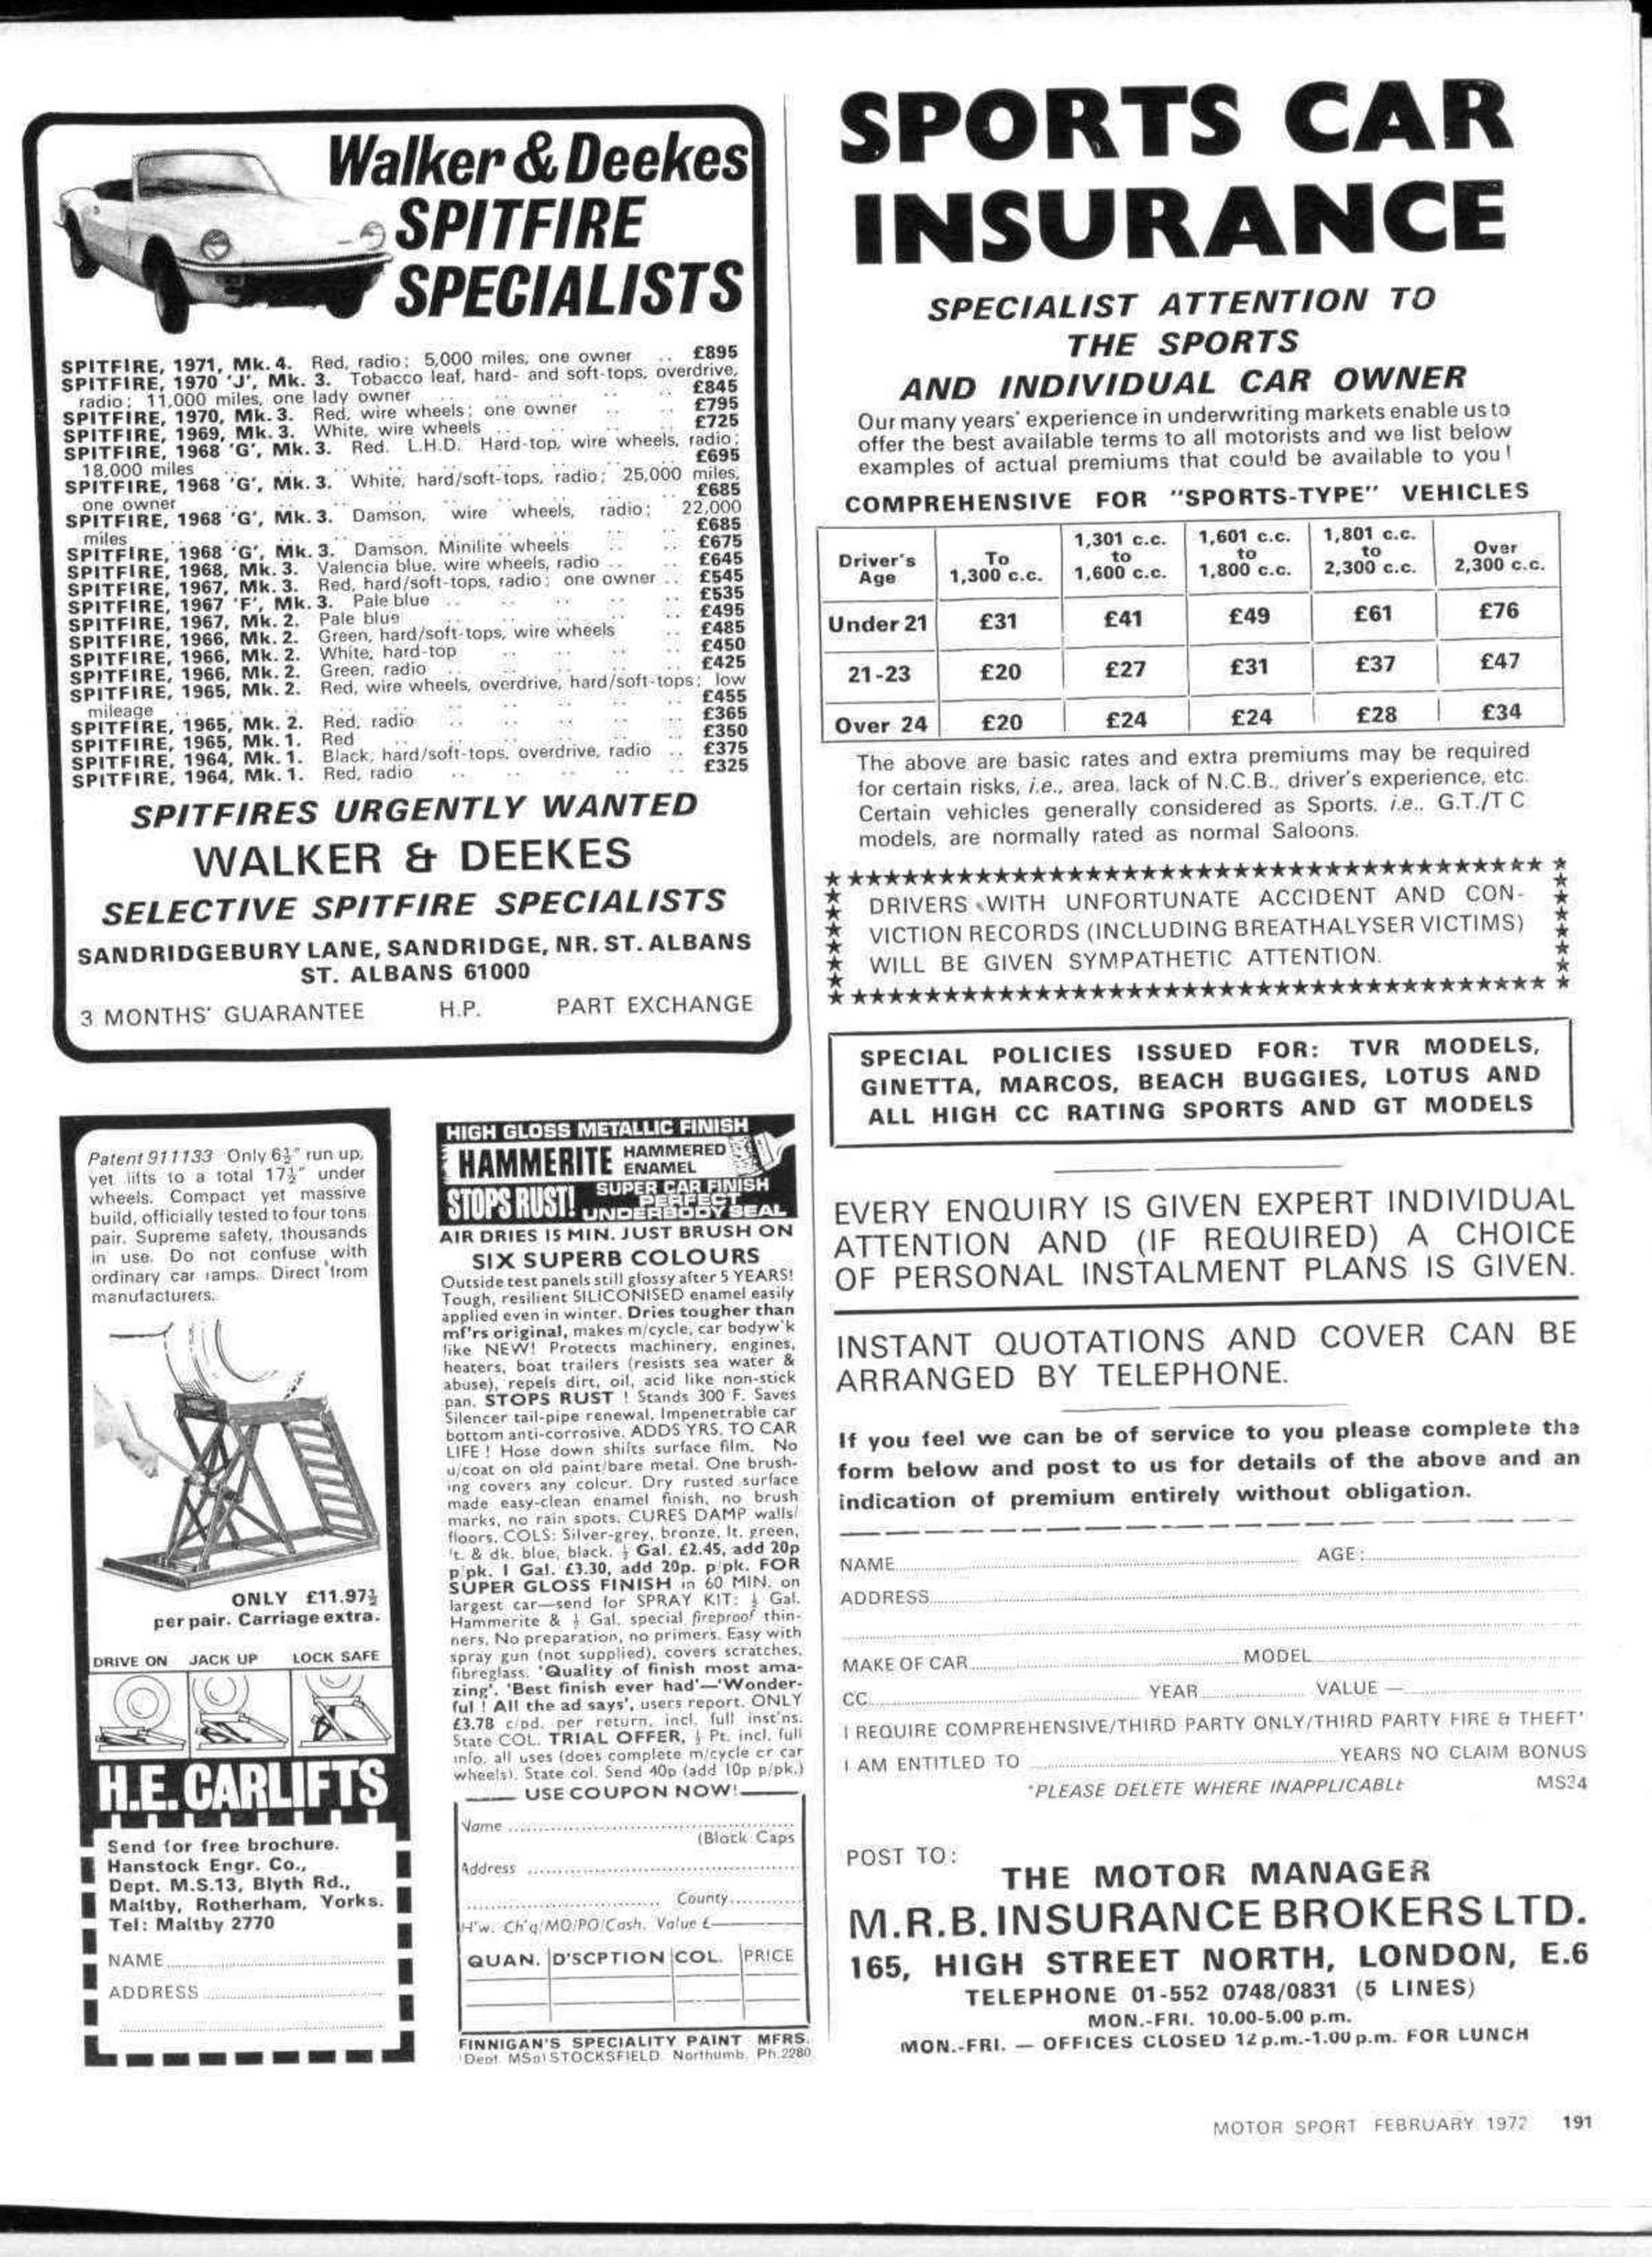 Walker & Deekes
SPITFIRE
SPECIALISTS
SPITFIRE, 1971, Mk. 4. Red, radio; 5,000 miles, one owner .. £895
SPITFIRE, 1970 'J', Mk. 3. Tobacco leaf, hard- and soft-tops, overdrive,
radio; 11,000 miles, one lady owner .. £845
SPITFIRE, 1970, Mk. 3. Red, wire wheels; one owner .. £795
SPITFIRE, 1969, Mk. 3. White, wire wheels .. £725
SPITFIRE, 1968 'G', Mk. 3. Red. L.H.D. Hard-top, wire wheels, radio;
18,000 miles .. £695
SPITFIRE, 1968 'G', Mk. 3. White, hard/soft-tops, radio; 25,000 miles,
one owner .. £685
SPITFIRE, 1968 'G', Mk. 3. Damson, wire wheels, radio; 22,000
miles .. £685
SPITFIRE, 1968 'G', Mk. 3. Damson, Minilite wheels .. £675
SPITFIRE, 1968, Mk. 3. Valencia blue, wire wheels, radio .. £645
SPITFIRE, 1967, Mk. 3. Red, hard/soft-tops, radio; one owner .. £545
SPITFIRE, 1967 'F', Mk. 3. Pale blue .. £535
SPITFIRE, 1967, Mk. 2. Pale blue .. £495
SPITFIRE, 1966, Mk. 2. Green, hard/soft-tops, wire wheels .. £485
SPITFIRE, 1966, Mk. 2. White, hard-top .. £450
SPITFIRE, 1966, Mk. 2. Green, radio .. £425
SPITFIRE, 1965, Mk. 2. Red, wire wheels, overdrive, hard/soft-tops; low
mileage .. £455
SPITFIRE, 1965, Mk. 2. Red, radio .. £365
SPITFIRE, 1965, Mk. 1. Red .. £350
SPITFIRE, 1964, Mk. 1. Black, hard/soft-tops, overdrive, radio .. £375
SPITFIRE, 1964, Mk. 1. Red, radio .. £325
SPITFIRES URGENTLY WANTED
WALKER & DEEKES
SELECTIVE SPITFIRE SPECIALISTS
SANDRIDGEBURY LANE, SANDRIDGE, NR. ST. ALBANS
ST. ALBANS 61000
3 MONTHS' GUARANTEE H.P. PART EXCHANGE
Patent 911133 Only 6½" run up,
yet lifts to a total 17½" under
wheels. Compact yet massive
build, officially tested to four tons
pair. Supreme safety, thousands
in use. Do not confuse with
ordinary car ramps. Direct from
manufacturers.
ONLY £11.97½
per pair. Carriage extra.
DRIVE ON JACK UP LOCK SAFE
H.E. CARLIFTS
Send for free brochure.
Hanstock Engr. Co.,
Dept. M.S.13, Blyth Rd.,
Maltby, Rotherham, Yorks.
Tel: Maltby 2770
NAME
ADDRESS
HIGH GLOSS METALLIC FINISH
HAMMERITE HAMMERED
ENAMEL
STOPS RUST! SUPER CAR FINISH
PERFECT
UNDERBODY SEAL
AIR DRIES 15 MIN. JUST BRUSH ON
SIX SUPERB COLOURS
Outside test panels still glossy after 5 YEARS!
Tough, resilient SILICONISED enamel easily
applied even in winter. Dries tougher than
mf'rs original, makes m/cycle, car bodyw'k
like NEW! Protects machinery, engines,
heaters, boat trailers (resists sea water &
abuse), repels dirt, oil, acid like non-stick
pan. STOPS RUST ! Stands 300 F. Saves
Silencer tail-pipe renewal. Impenetrable car
bottom anti-corrosive. ADDS YRS. TO CAR
LIFE ! Hose down shifts surface film. No
u/coat on old paint/bare metal. One brush-
ing covers any colour. Dry rusted surface
made easy-clean enamel finish, no brush
marks, no rain spots. CURES DAMP walls/
floors. COLS: Silver-grey, bronze, lt. green,
lt. & dk. blue, black. ½ Gal. £2.45, add 20p
p/pk. 1 Gal. £3.30, add 20p. p/pk. FOR
SUPER GLOSS FINISH in 60 MIN. on
largest car—send for SPRAY KIT: ½ Gal.
Hammerite & ½ Gal. special fireproof thin-
ners. No preparation, no primers. Easy with
spray gun (not supplied), covers scratches,
fibreglass. 'Quality of finish most ama-
zing'. 'Best finish ever had'—'Wonder-
ful ! All the ad says', users report. ONLY
£3.78 c/pd. per return, incl. full inst'ns.
State COL. TRIAL OFFER, ½ Pt. incl. full
info. all uses (does complete m/cycle or car
wheels). State col. Send 40p (add 10p p/pk.)
USE COUPON NOW!
Name
(Block Caps
Address
County
H'w. Ch'q/MO/PO/Cash. Value £
QUAN. D'SCPTION COL. PRICE
FINNIGAN'S SPECIALITY PAINT MFRS.
(Dept. MSp) STOCKSFIELD. Northumb. Ph.2280
SPORTS CAR
INSURANCE
SPECIALIST ATTENTION TO
THE SPORTS
AND INDIVIDUAL CAR OWNER
Our many years' experience in underwriting markets enable us to
offer the best available terms to all motorists and we list below
examples of actual premiums that could be available to you!
COMPREHENSIVE FOR "SPORTS-TYPE" VEHICLES
Driver's Age To 1,300 c.c. 1,301 c.c. to 1,600 c.c. 1,601 c.c. to 1,800 c.c. 1,801 c.c. to 2,300 c.c. Over 2,300 c.c.
Under 21 £31 £41 £49 £61 £76
21-23 £20 £27 £31 £37 £47
Over 24 £20 £24 £24 £28 £34
The above are basic rates and extra premiums may be required
for certain risks, i.e., area, lack of N.C.B., driver's experience, etc.
Certain vehicles generally considered as Sports, i.e.. G.T./T C
models, are normally rated as normal Saloons.
DRIVERS WITH UNFORTUNATE ACCIDENT AND CON-
VICTION RECORDS (INCLUDING BREATHALYSER VICTIMS)
WILL BE GIVEN SYMPATHETIC ATTENTION.
SPECIAL POLICIES ISSUED FOR: TVR MODELS,
GINETTA, MARCOS, BEACH BUGGIES, LOTUS AND
ALL HIGH CC RATING SPORTS AND GT MODELS
EVERY ENQUIRY IS GIVEN EXPERT INDIVIDUAL
ATTENTION AND (IF REQUIRED) A CHOICE
OF PERSONAL INSTALMENT PLANS IS GIVEN.
INSTANT QUOTATIONS AND COVER CAN BE
ARRANGED BY TELEPHONE.
If you feel we can be of service to you please complete the
form below and post to us for details of the above and an
indication of premium entirely without obligation.
NAME AGE:
ADDRESS
MAKE OF CAR MODEL
CC YEAR VALUE —
I REQUIRE COMPREHENSIVE/THIRD PARTY ONLY/THIRD PARTY FIRE & THEFT*
I AM ENTITLED TO YEARS NO CLAIM BONUS
*PLEASE DELETE WHERE INAPPLICABLE MS34
POST TO:
THE MOTOR MANAGER
M.R.B. INSURANCE BROKERS LTD.
165, HIGH STREET NORTH, LONDON, E.6
TELEPHONE 01-552 0748/0831 (5 LINES)
MON.-FRI. 10.00-5.00 p.m.
MON.-FRI. — OFFICES CLOSED 12 p.m.-1.00 p.m. FOR LUNCH
MOTOR SPORT FEBRUARY 1972 191